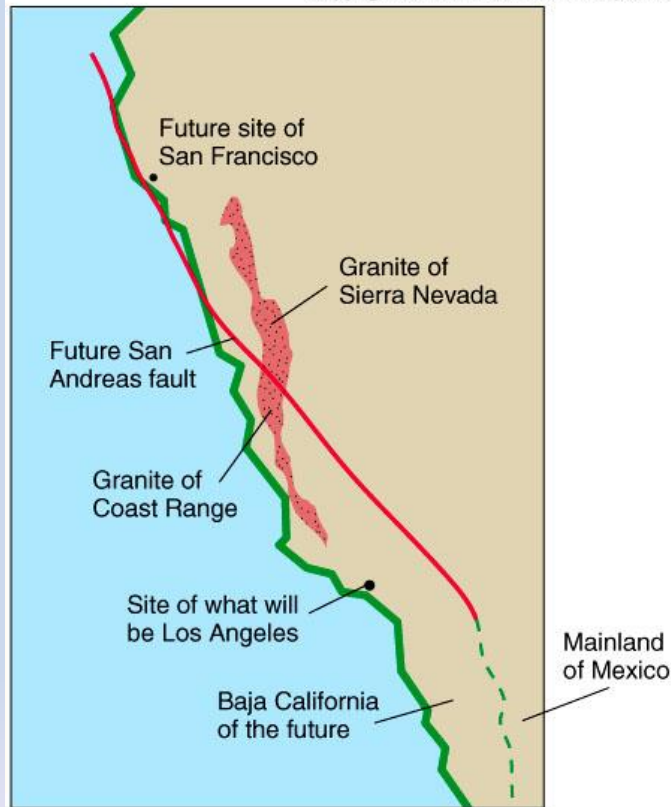 Future site of
San Francisco
Granite of
Sierra Nevada
Future San
Andreas fault
Granite of
Coast Range
Site of what will
be Los Angeles
Mainland
of Mexico
Baja California
of the future